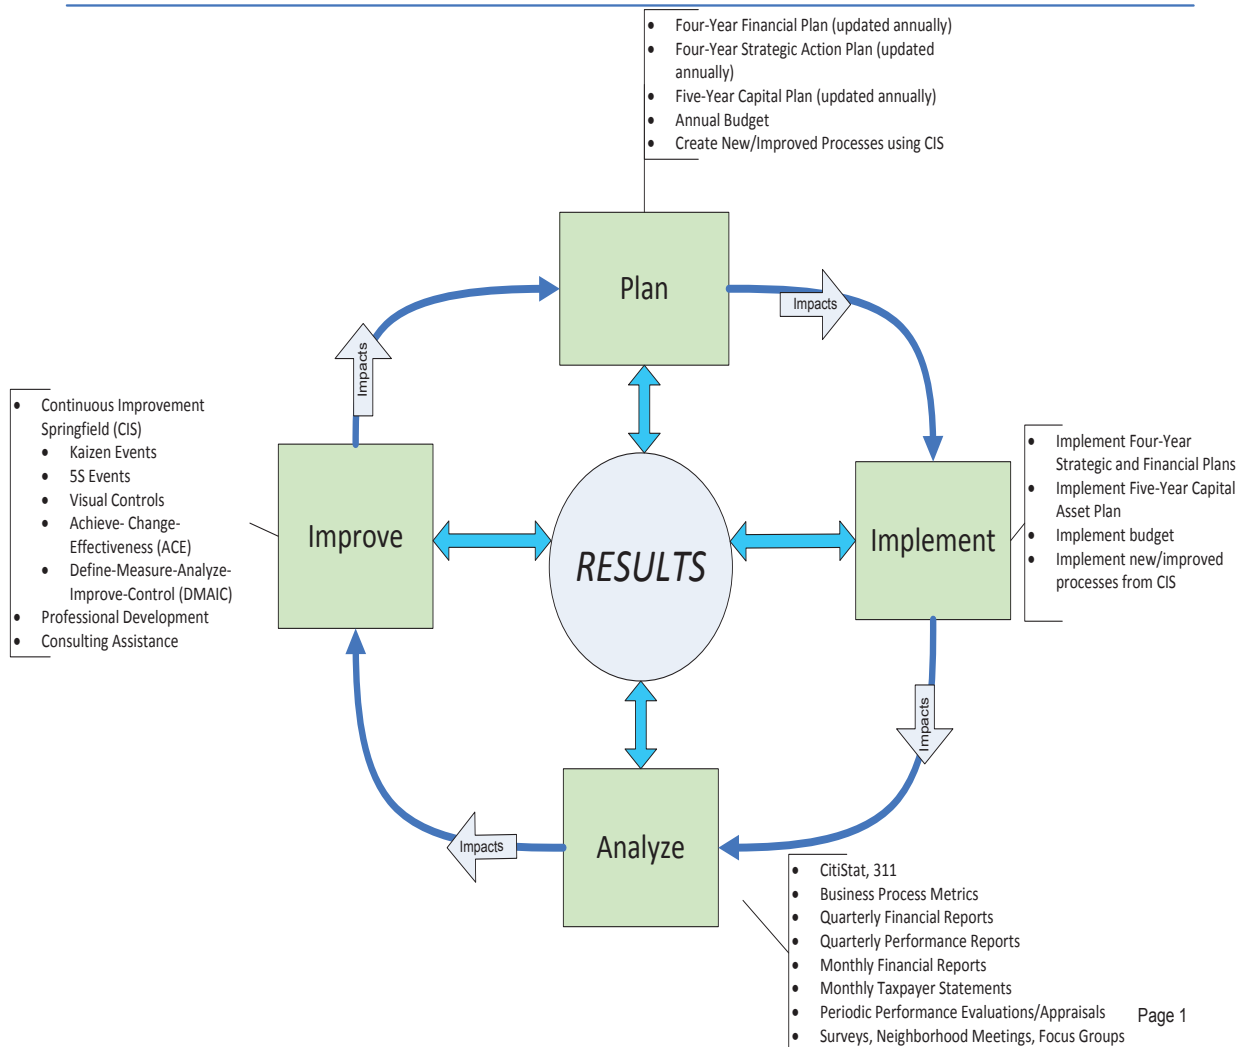 • Four-Year Financial Plan (updated annually)
• Four-Year Strategic Action Plan (updated
annually)
• Five-Year Capital Plan (updated annually)
• Annual Budget
• Create New/Improved Processes using CIS
Plan
Impacts
Impacts
• Continuous Improvement
Springfield (CIS)
• Kaizen Events
• 5S Events
• Visual Controls
• Achieve- Change-
Effectiveness (ACE)
• Define-Measure-Analyze-
Improve-Control (DMAIC)
• Professional Development
• Consulting Assistance
Improve
RESULTS
Implement
• Implement Four-Year
Strategic and Financial Plans
• Implement Five-Year Capital
Asset Plan
• Implement budget
• Implement new/improved
processes from CIS
Impacts
Impacts
Analyze
• CitiStat, 311
• Business Process Metrics
• Quarterly Financial Reports
• Quarterly Performance Reports
• Monthly Financial Reports
• Monthly Taxpayer Statements
• Periodic Performance Evaluations/Appraisals
• Surveys, Neighborhood Meetings, Focus Groups
Page 1